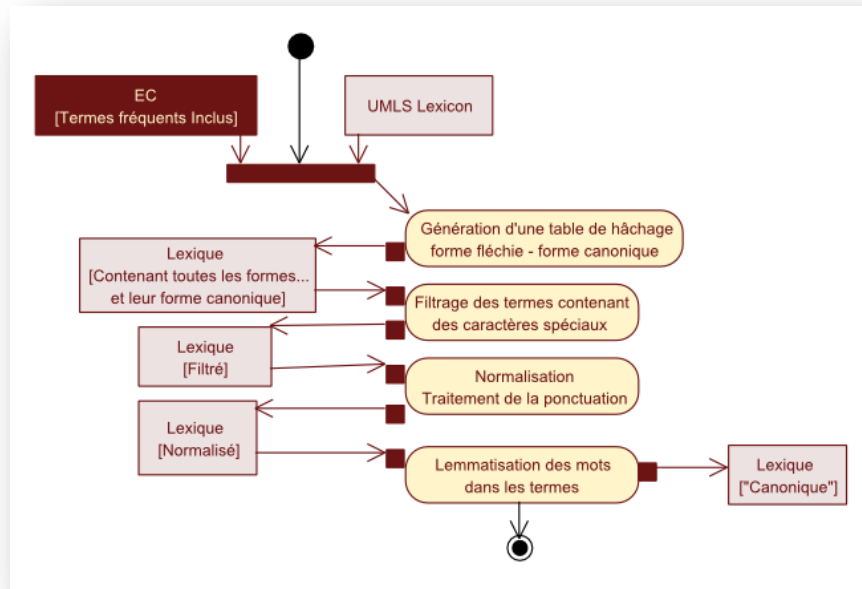 EC
[Termes fréquents Inclus]
UMLS Lexicon
Génération d'une table de hâchage
forme fléchie - forme canonique
Lexique
[Contenant toutes les formes...
et leur forme canonique]
Filtrage des termes contenant
des caractères spéciaux
Lexique
[Filtré]
Normalisation
Traitement de la ponctuation
Lexique
[Normalisé]
Lemmatisation des mots
dans les termes
Lexique
["Canonique"]